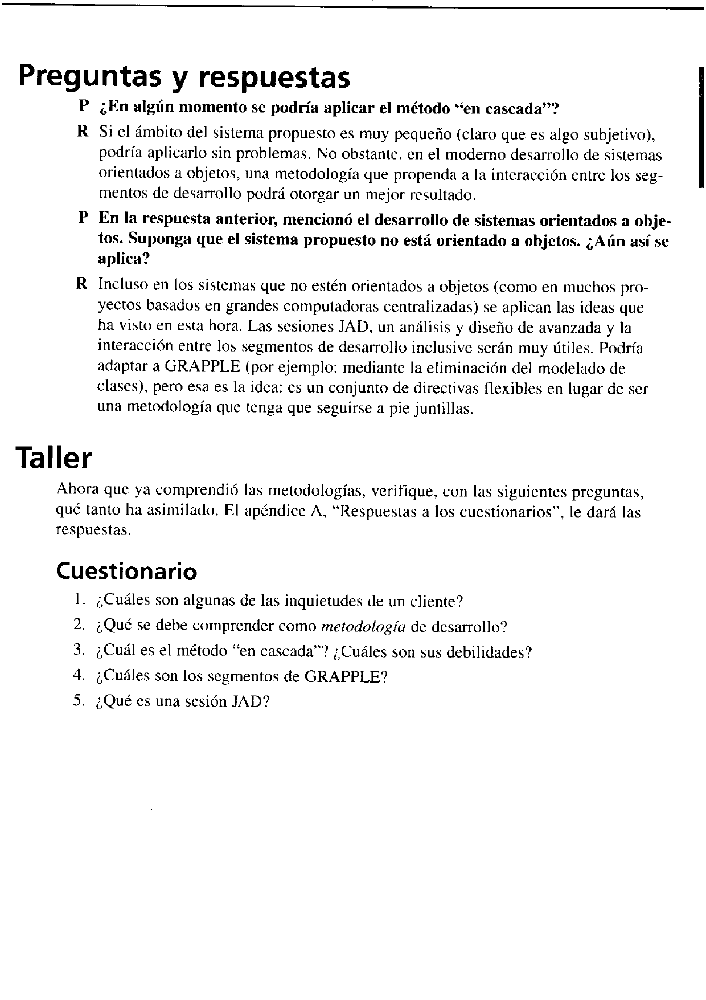 Preguntas y respuestas
P ¿En algún momento se podría aplicar el método “en cascada”?
R Si el ámbito del sistema propuesto es muy pequeño (claro que es algo subjetivo),
podría aplicarlo sin problemas. No obstante, en el moderno desarrollo de sistemas
orientados a objetos, una metodología que propenda a la interacción entre los seg-
mentos de desarrollo podrá otorgar un mejor resultado.
P En la respuesta anterior, mencionó el desarrollo de sistemas orientados a obje-
tos. Suponga que el sistema propuesto no está orientado a objetos. ¿Aún así se
aplica?
R Incluso en los sistemas que no estén orientados a objetos (como en muchos pro-
yectos basados en grandes computadoras centralizadas) se aplican las ideas que
ha visto en esta hora. Las sesiones JAD, un análisis y diseño de avanzada y la
interacción entre los segmentos de desarrollo inclusive serán muy útiles. Podría
adaptar a GRAPPLE (por ejemplo: mediante la eliminación del modelado de
clases), pero esa es la idea: es un conjunto de directivas flexibles en lugar de ser
una metodología que tenga que seguirse a pie juntillas.
Taller
Ahora que ya comprendió las metodologías, verifique, con las siguientes preguntas,
qué tanto ha asimilado. El apéndice A, “Respuestas a los cuestionarios”, le dará las
respuestas.
Cuestionario
1. ¿Cuáles son algunas de las inquietudes de un cliente?
2. ¿Qué se debe comprender como metodología de desarrollo?
3. ¿Cuál es el método “en cascada”? ¿Cuáles son sus debilidades?
4. ¿Cuáles son los segmentos de GRAPPLE?
5. ¿Qué es una sesión JAD?